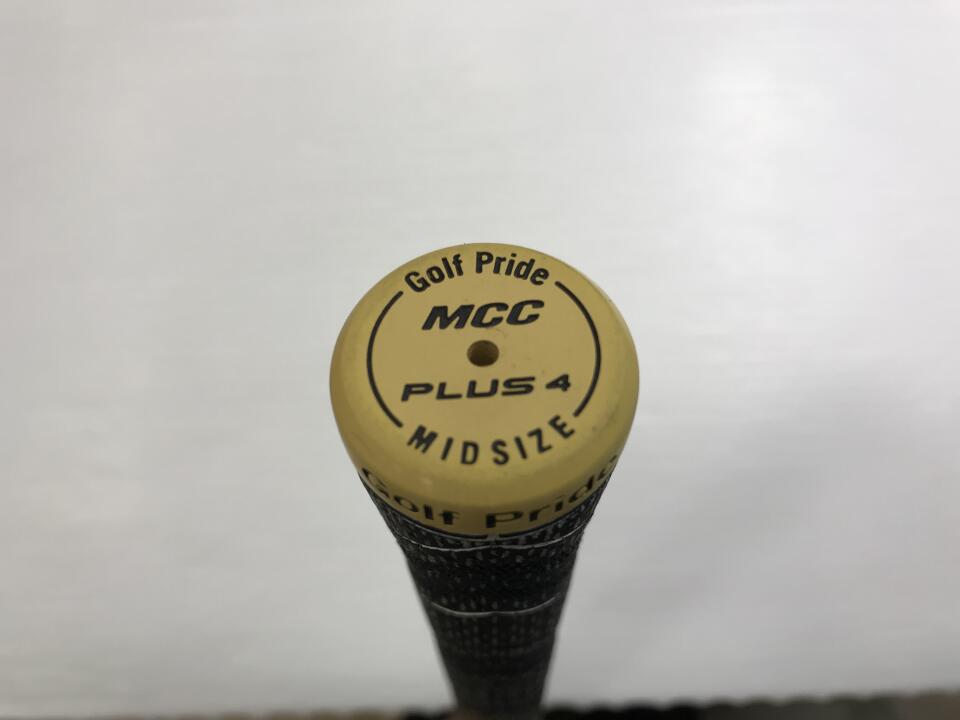 Golf Pride
MCC
PLUS 4
MIDSIZE
Golf Pride